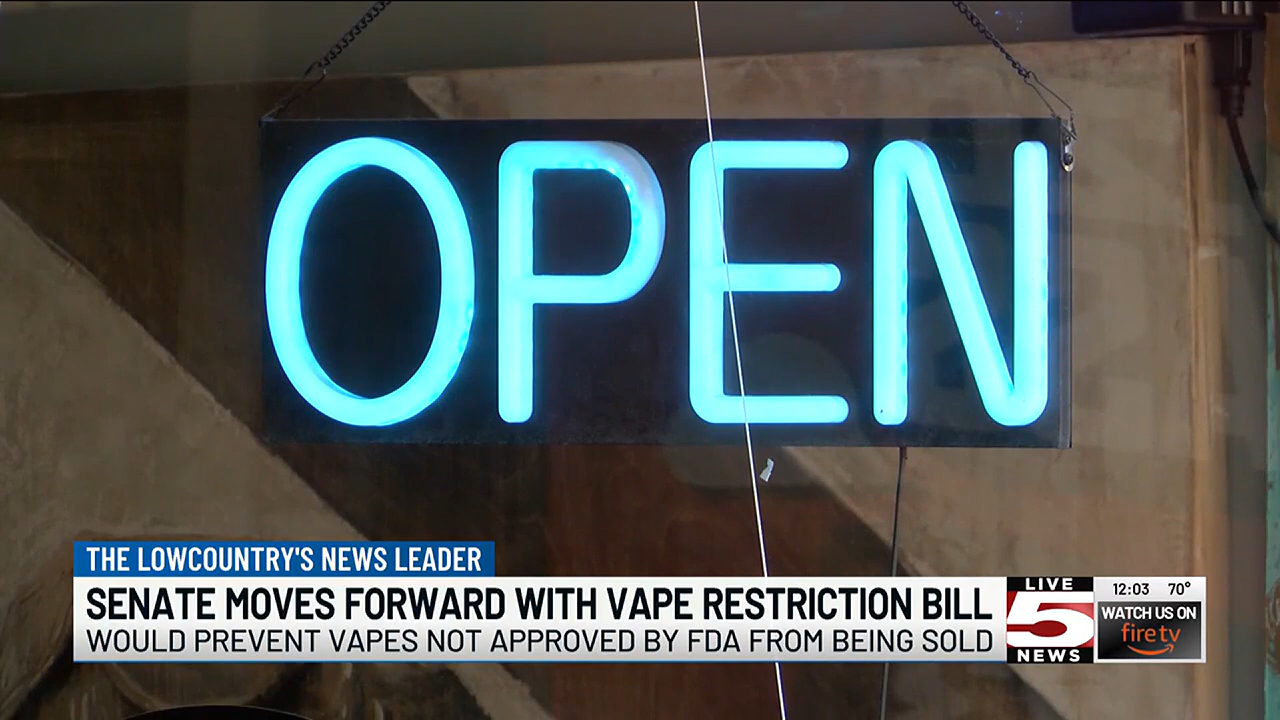 OPEN
THE LOWCOUNTRY'S NEWS LEADER
SENATE MOVES FORWARD WITH VAPE RESTRICTION BILL
WOULD PREVENT VAPES NOT APPROVED BY FDA FROM BEING SOLD
LIVE
5
NEWS
12:03 70°
WATCH US ON
fire tv